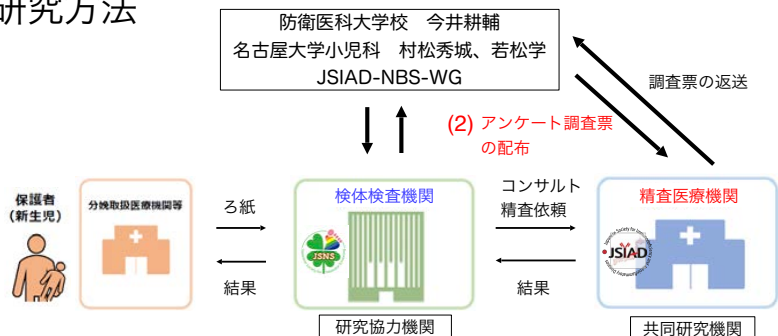 研究方法
防衛医科大学校　今井耕輔
名古屋大学小児科　村松秀城、若松学
JSIAD-NBS-WG
調査票の返送
(2) アンケート調査票
の配布
保護者
(新生児)
分娩取扱医療機関等
ろ紙
結果
検体検査機関
JSNS
コンサルト
精査依頼
結果
精査医療機関
JSIAD
研究協力機関
共同研究機関